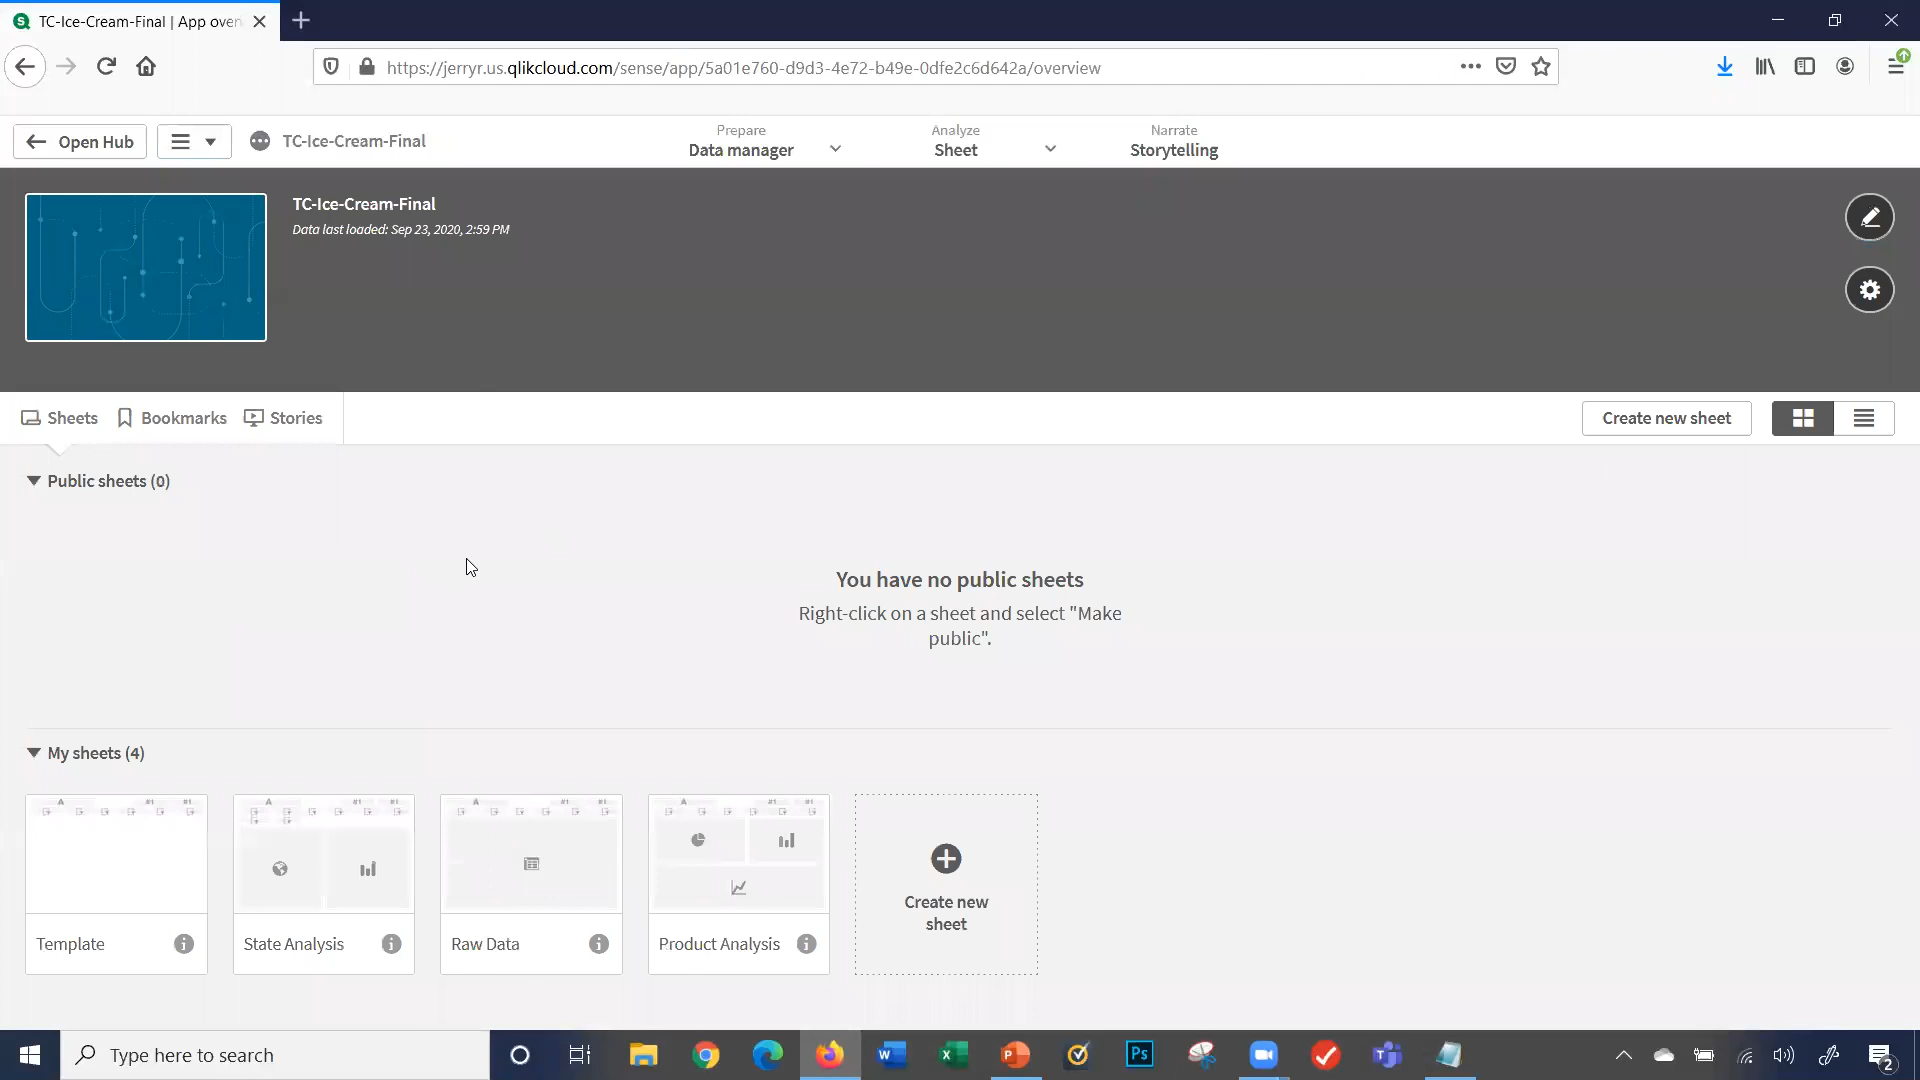 TC-Ice-Cream-Final | App over
https://jerryr.us.qlikcloud.com/sense/app/5a01e760-d9d3-4e72-b49e-0dfe2c6d642a/overview
Open Hub
TC-Ice-Cream-Final
Prepare
Data manager
Analyze
Sheet
Narrate
Storytelling
TC-Ice-Cream-Final
Data last loaded: Sep 23, 2020, 2:59 PM
Sheets
Bookmarks
Stories
Create new sheet
Public sheets (0)
You have no public sheets
Right-click on a sheet and select "Make
public".
My sheets (4)
Template
State Analysis
Raw Data
Product Analysis
Create new
sheet
Type here to search
2